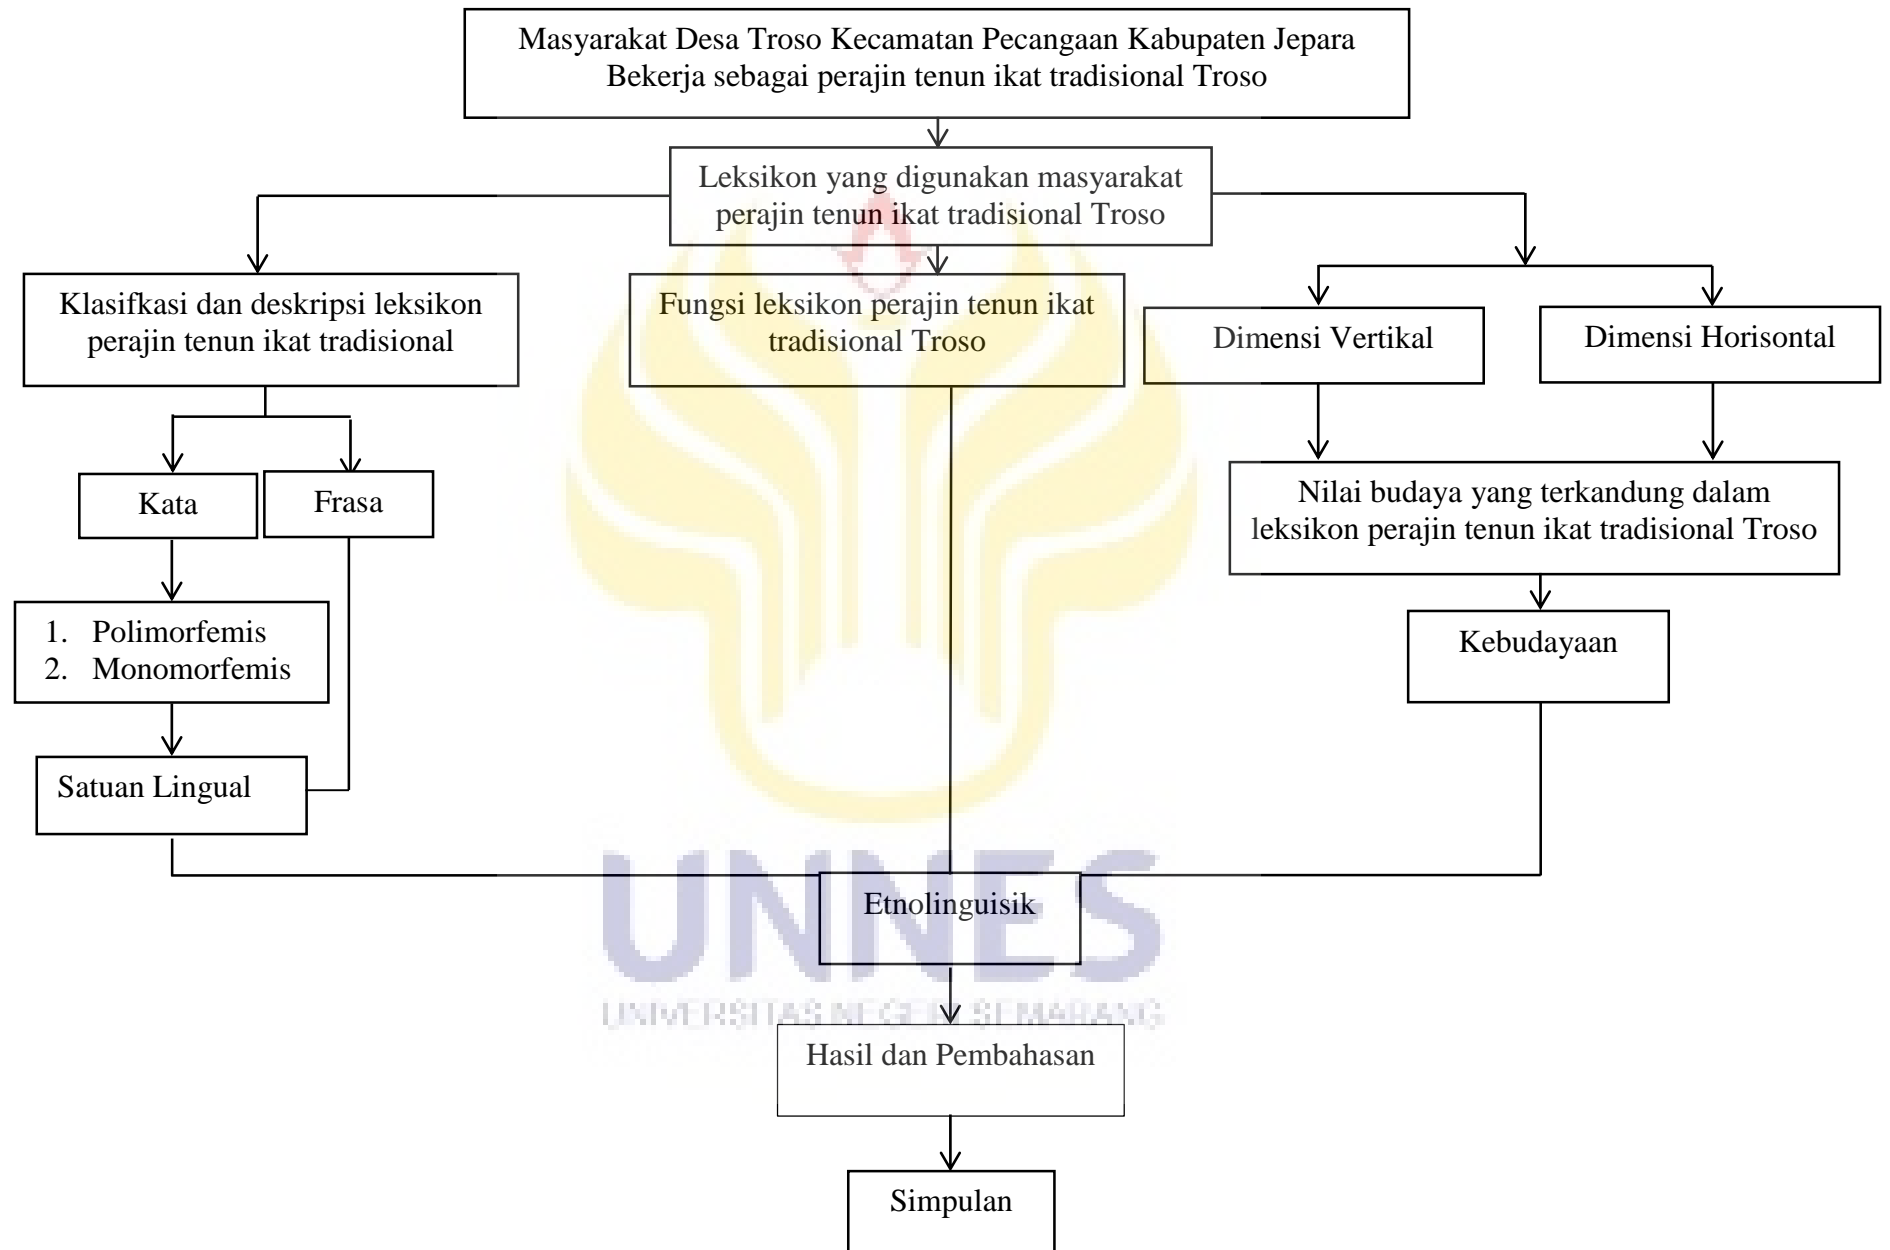 Masyarakat Desa Troso Kecamatan Pecangaan Kabupaten Jepara
Bekerja sebagai perajin tenun ikat tradisional Troso
Leksikon yang digunakan masyarakat
perajin tenun ikat tradisional Troso
Klasifkasi dan deskripsi leksikon
perajin tenun ikat tradisional
Fungsi leksikon perajin tenun ikat
tradisional Troso
Dimensi Vertikal
Dimensi Horisontal
Kata
Frasa
Nilai budaya yang terkandung dalam
leksikon perajin tenun ikat tradisional Troso
1. Polimorfemis
2. Monomorfemis
Kebudayaan
Satuan Lingual
UNNES
Etnolinguisik
UNIVERSITAS NEGERI SEMARANG
Hasil dan Pembahasan
Simpulan